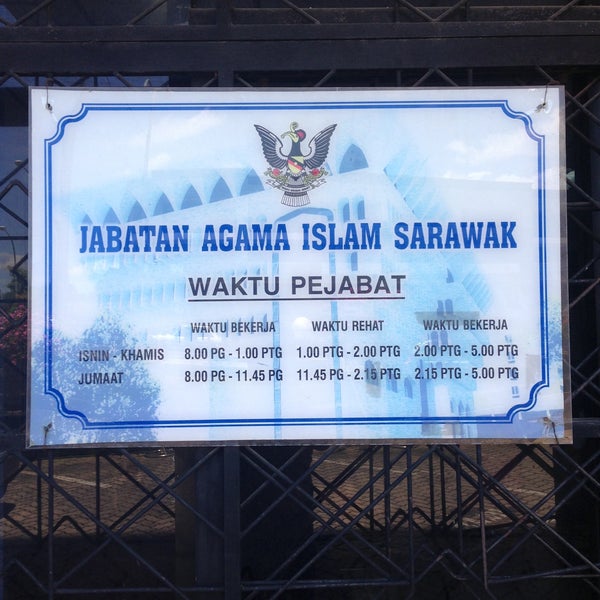 JABATAN AGAMA ISLAM SARAWAK
WAKTU PEJABAT
WAKTU BEKERJA WAKTU REHAT WAKTU BEKERJA
ISNIN - KHAMIS 8.00 PG - 1.00 PTG 1.00 PTG - 2.00 PTG 2.00 PTG - 5.00 PTG
JUMAAT 8.00 PG - 11.45 PG 11.45 PG - 2.15 PTG 2.15 PTG - 5.00 PTG